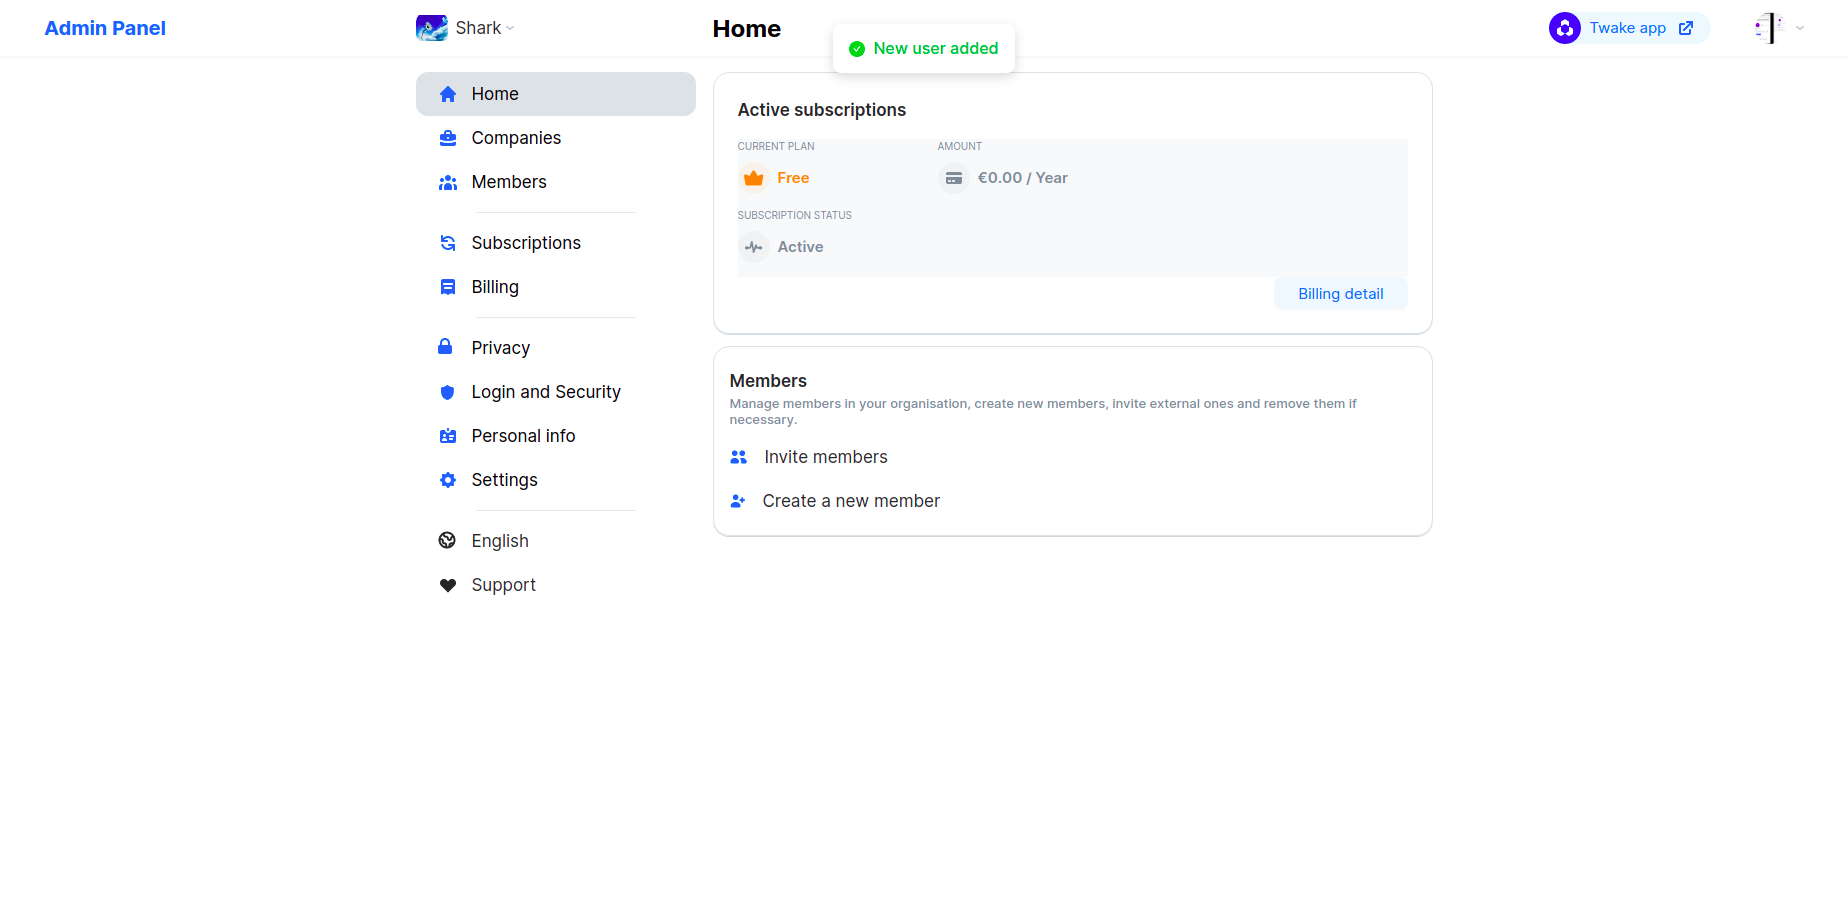 Admin Panel
Shark
Home
New user added
Twake app
Home
Companies
Members
Subscriptions
Billing
Privacy
Login and Security
Personal info
Settings
English
Support
Active subscriptions
CURRENT PLAN
AMOUNT
Free
€0.00 / Year
SUBSCRIPTION STATUS
Active
Billing detail
Members
Manage members in your organisation, create new members, invite external ones and remove them if
necessary.
Invite members
Create a new member